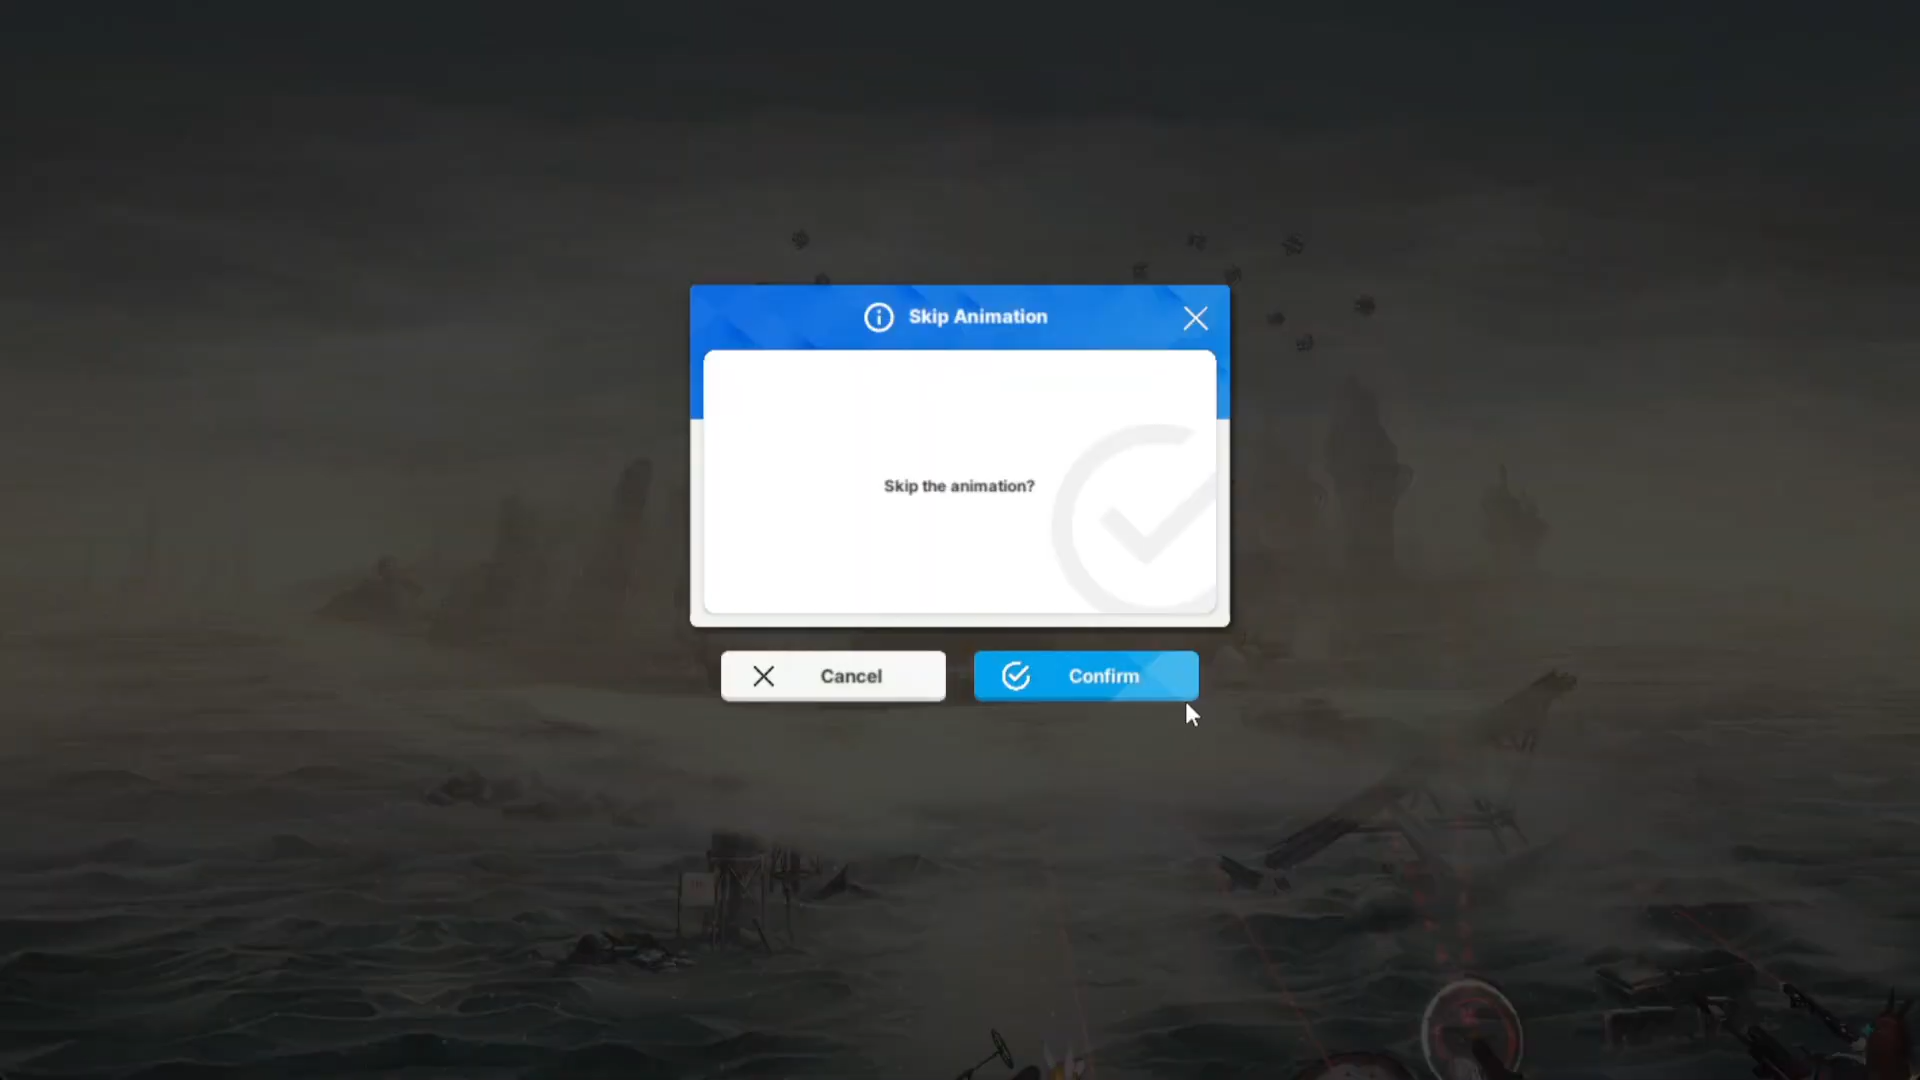 Skip Animation
Skip the animation?
Cancel
Confirm